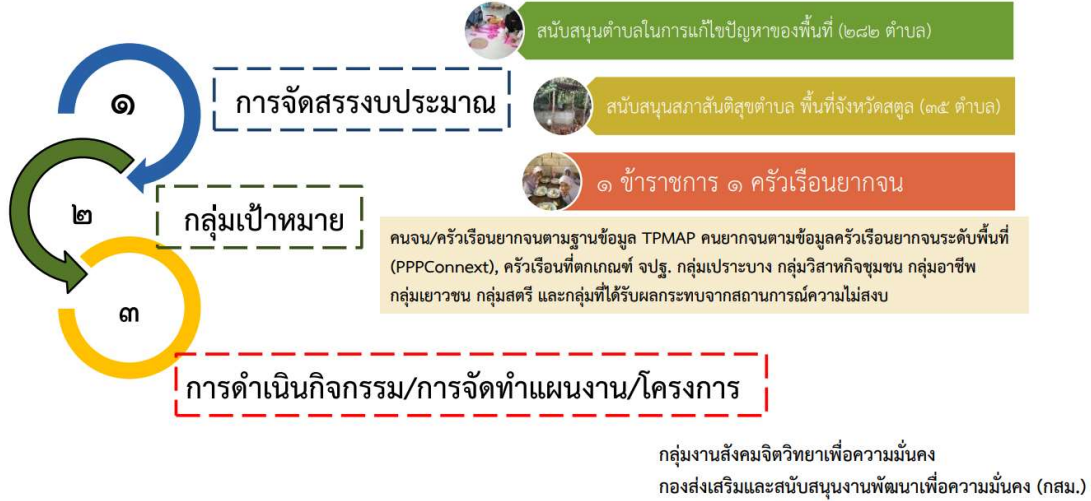 สนับสนุนตำบลในการแก้ไขปัญหาของพื้นที่ (๒๘๒ ตำบล)
๑
การจัดสรรงบประมาณ
สนับสนุนสภาสันติสุขตำบล พื้นที่จังหวัดสตูล (๓๕ ตำบล)
๑ ข้าราชการ ๑ ครัวเรือนยากจน
๒
กลุ่มเป้าหมาย
คนจน/ครัวเรือนยากจนตามฐานข้อมูล TPMAP คนยากจนตามข้อมูลครัวเรือนยากจนระดับพื้นที่
(PPPConnext), ครัวเรือนที่ตกเกณฑ์ จปฐ. กลุ่มเปราะบาง กลุ่มวิสาหกิจชุมชน กลุ่มอาชีพ
กลุ่มเยาวชน กลุ่มสตรี และกลุ่มที่ได้รับผลกระทบจากสถานการณ์ความไม่สงบ
๓
การดำเนินกิจกรรม/การจัดทำแผนงาน/โครงการ
กลุ่มงานสังคมจิตวิทยาเพื่อความมั่นคง
กองส่งเสริมและสนับสนุนงานพัฒนาเพื่อความมั่นคง (กสม.)